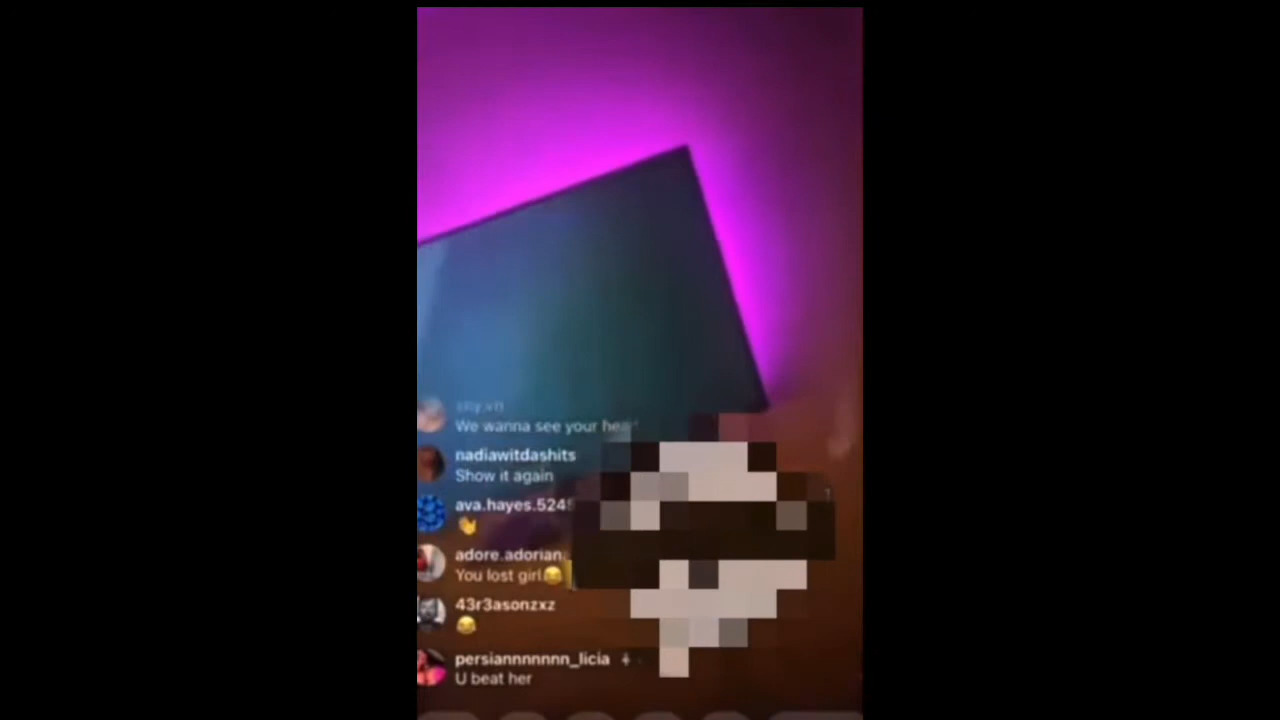 We wanna see your
nadiawitdashits
Show it again
ava.hayes.524
👋
adore.adorian.
You lost girl😂
43r3asonzxz
😂
persiannnnnnn_licia
U beat her